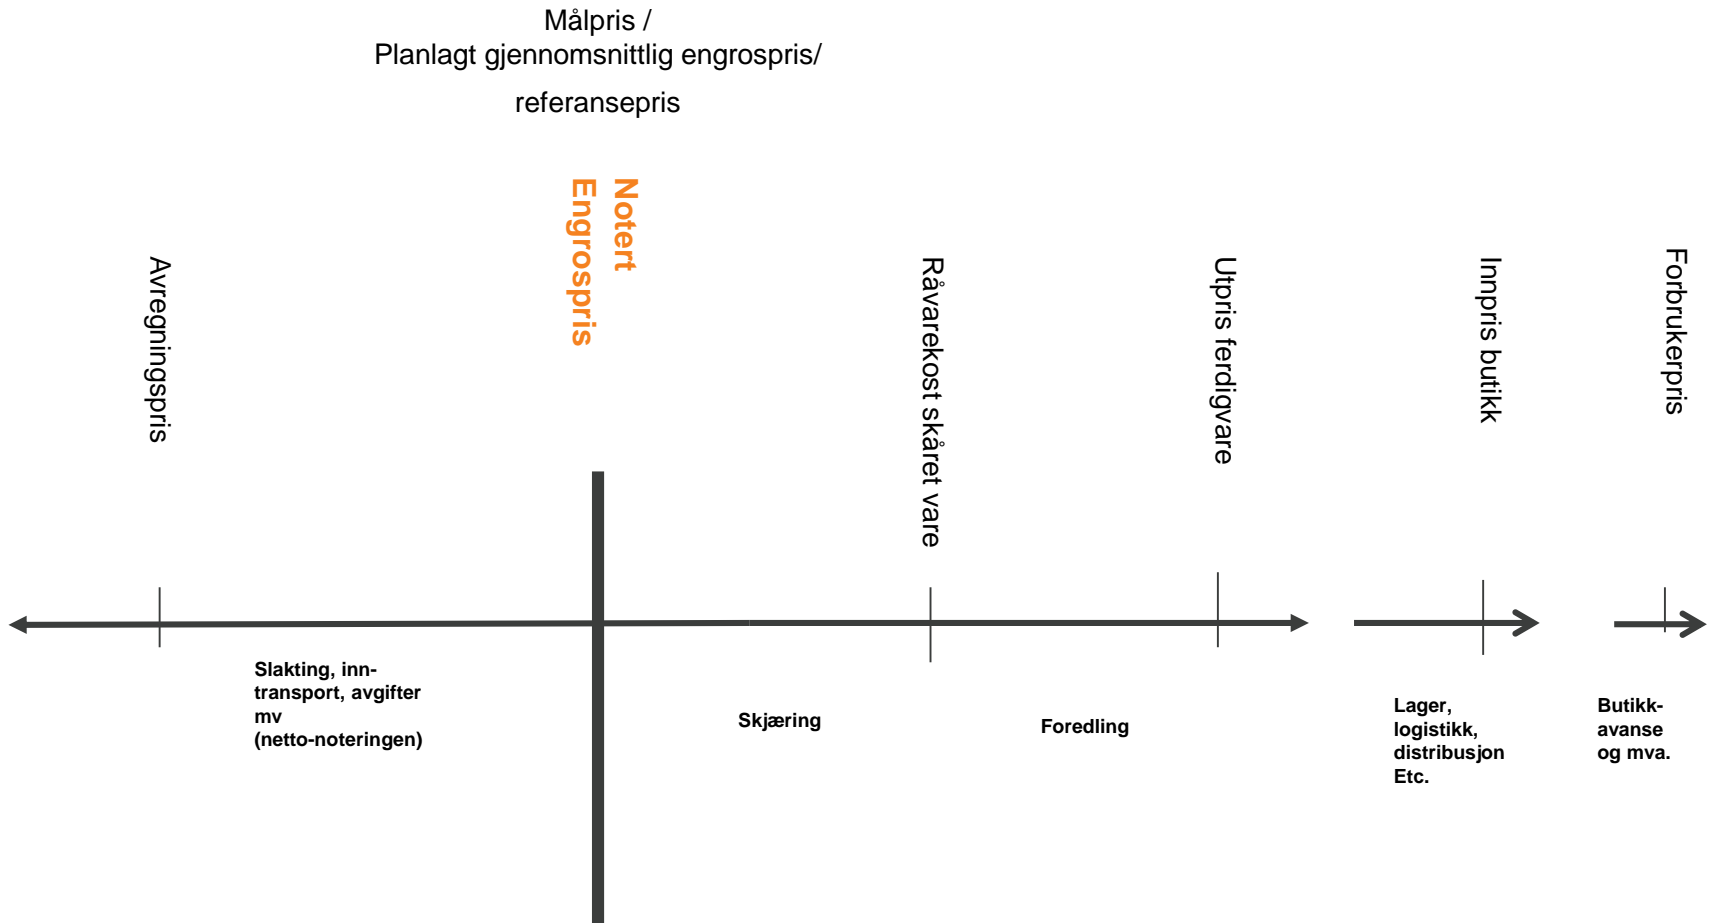 Målpris /
Planlagt gjennomsnittlig engrospris/
referansepris
Avregningspris
Notert
Engrospris
Råvarekost skåret vare
Utpris ferdigvare
Innpris butikk
Forbrukerpris
Slakting, inn-
transport, avgifter
mv
(netto-noteringen)
Skjæring
Foredling
Lager,
logistikk,
distribusjon
Etc.
Butikk-
avanse
og mva.